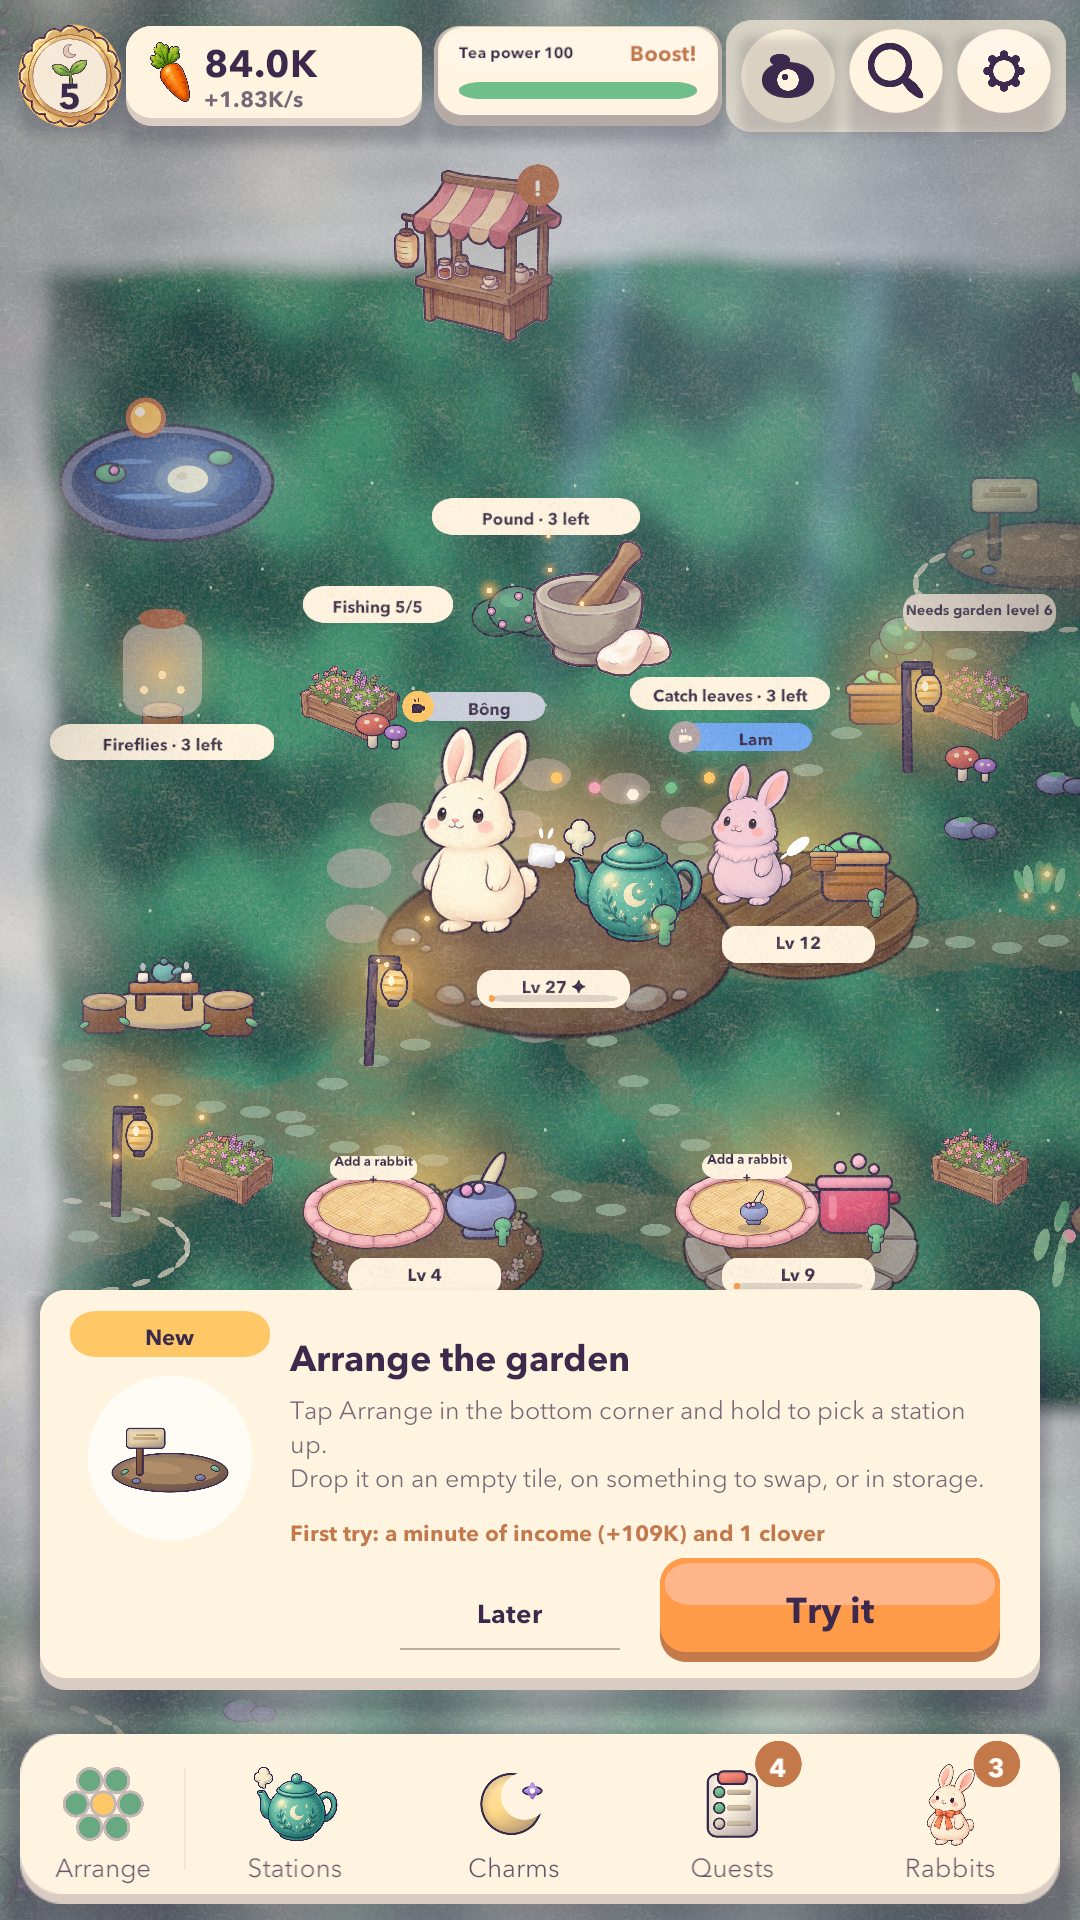 5
84.0K
+1.83K/s
Tea power 100
Boost!
!
Pound · 3 left
Fishing 5/5
Needs garden level 6
Catch leaves · 3 left
Bông
Lam
Fireflies · 3 left
Lv 12
Lv 27 ✦
Add a rabbit
+
Add a rabbit
+
Lv 4
Lv 9
New
Arrange the garden
Tap Arrange in the bottom corner and hold to pick a station
up.
Drop it on an empty tile, on something to swap, or in storage.
First try: a minute of income (+109K) and 1 clover
Later
Try it
4
3
Arrange
Stations
Charms
Quests
Rabbits